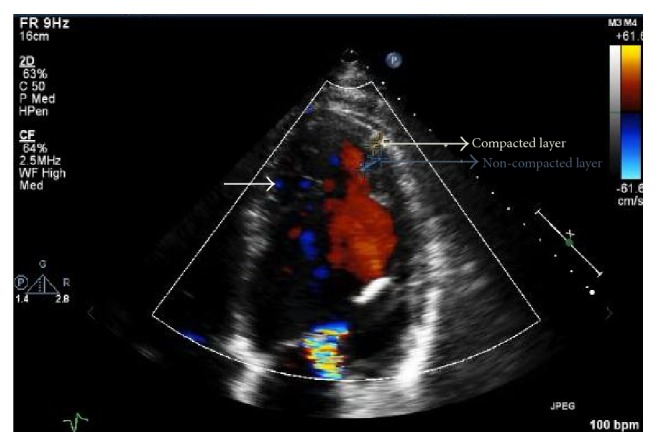 FR 9Hz
16cm
2D
63%
C 50
P Med
HPen
CF
64%
2.5MHz
WF High
Med
M3 M4
+61.6
P
Compacted layer
Non-compacted layer
-61.6
cm/s
G
P
R
1.4
2.8
JPEG
100 bpm